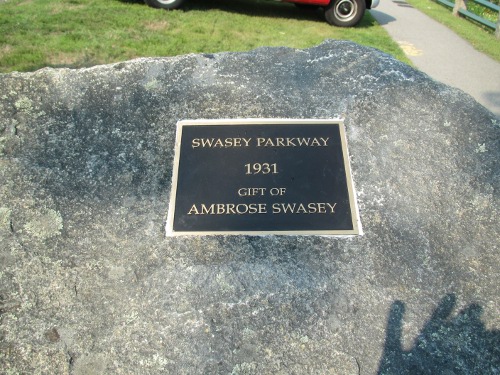 SWASEY PARKWAY
1931
GIFT OF
AMBROSE SWASEY